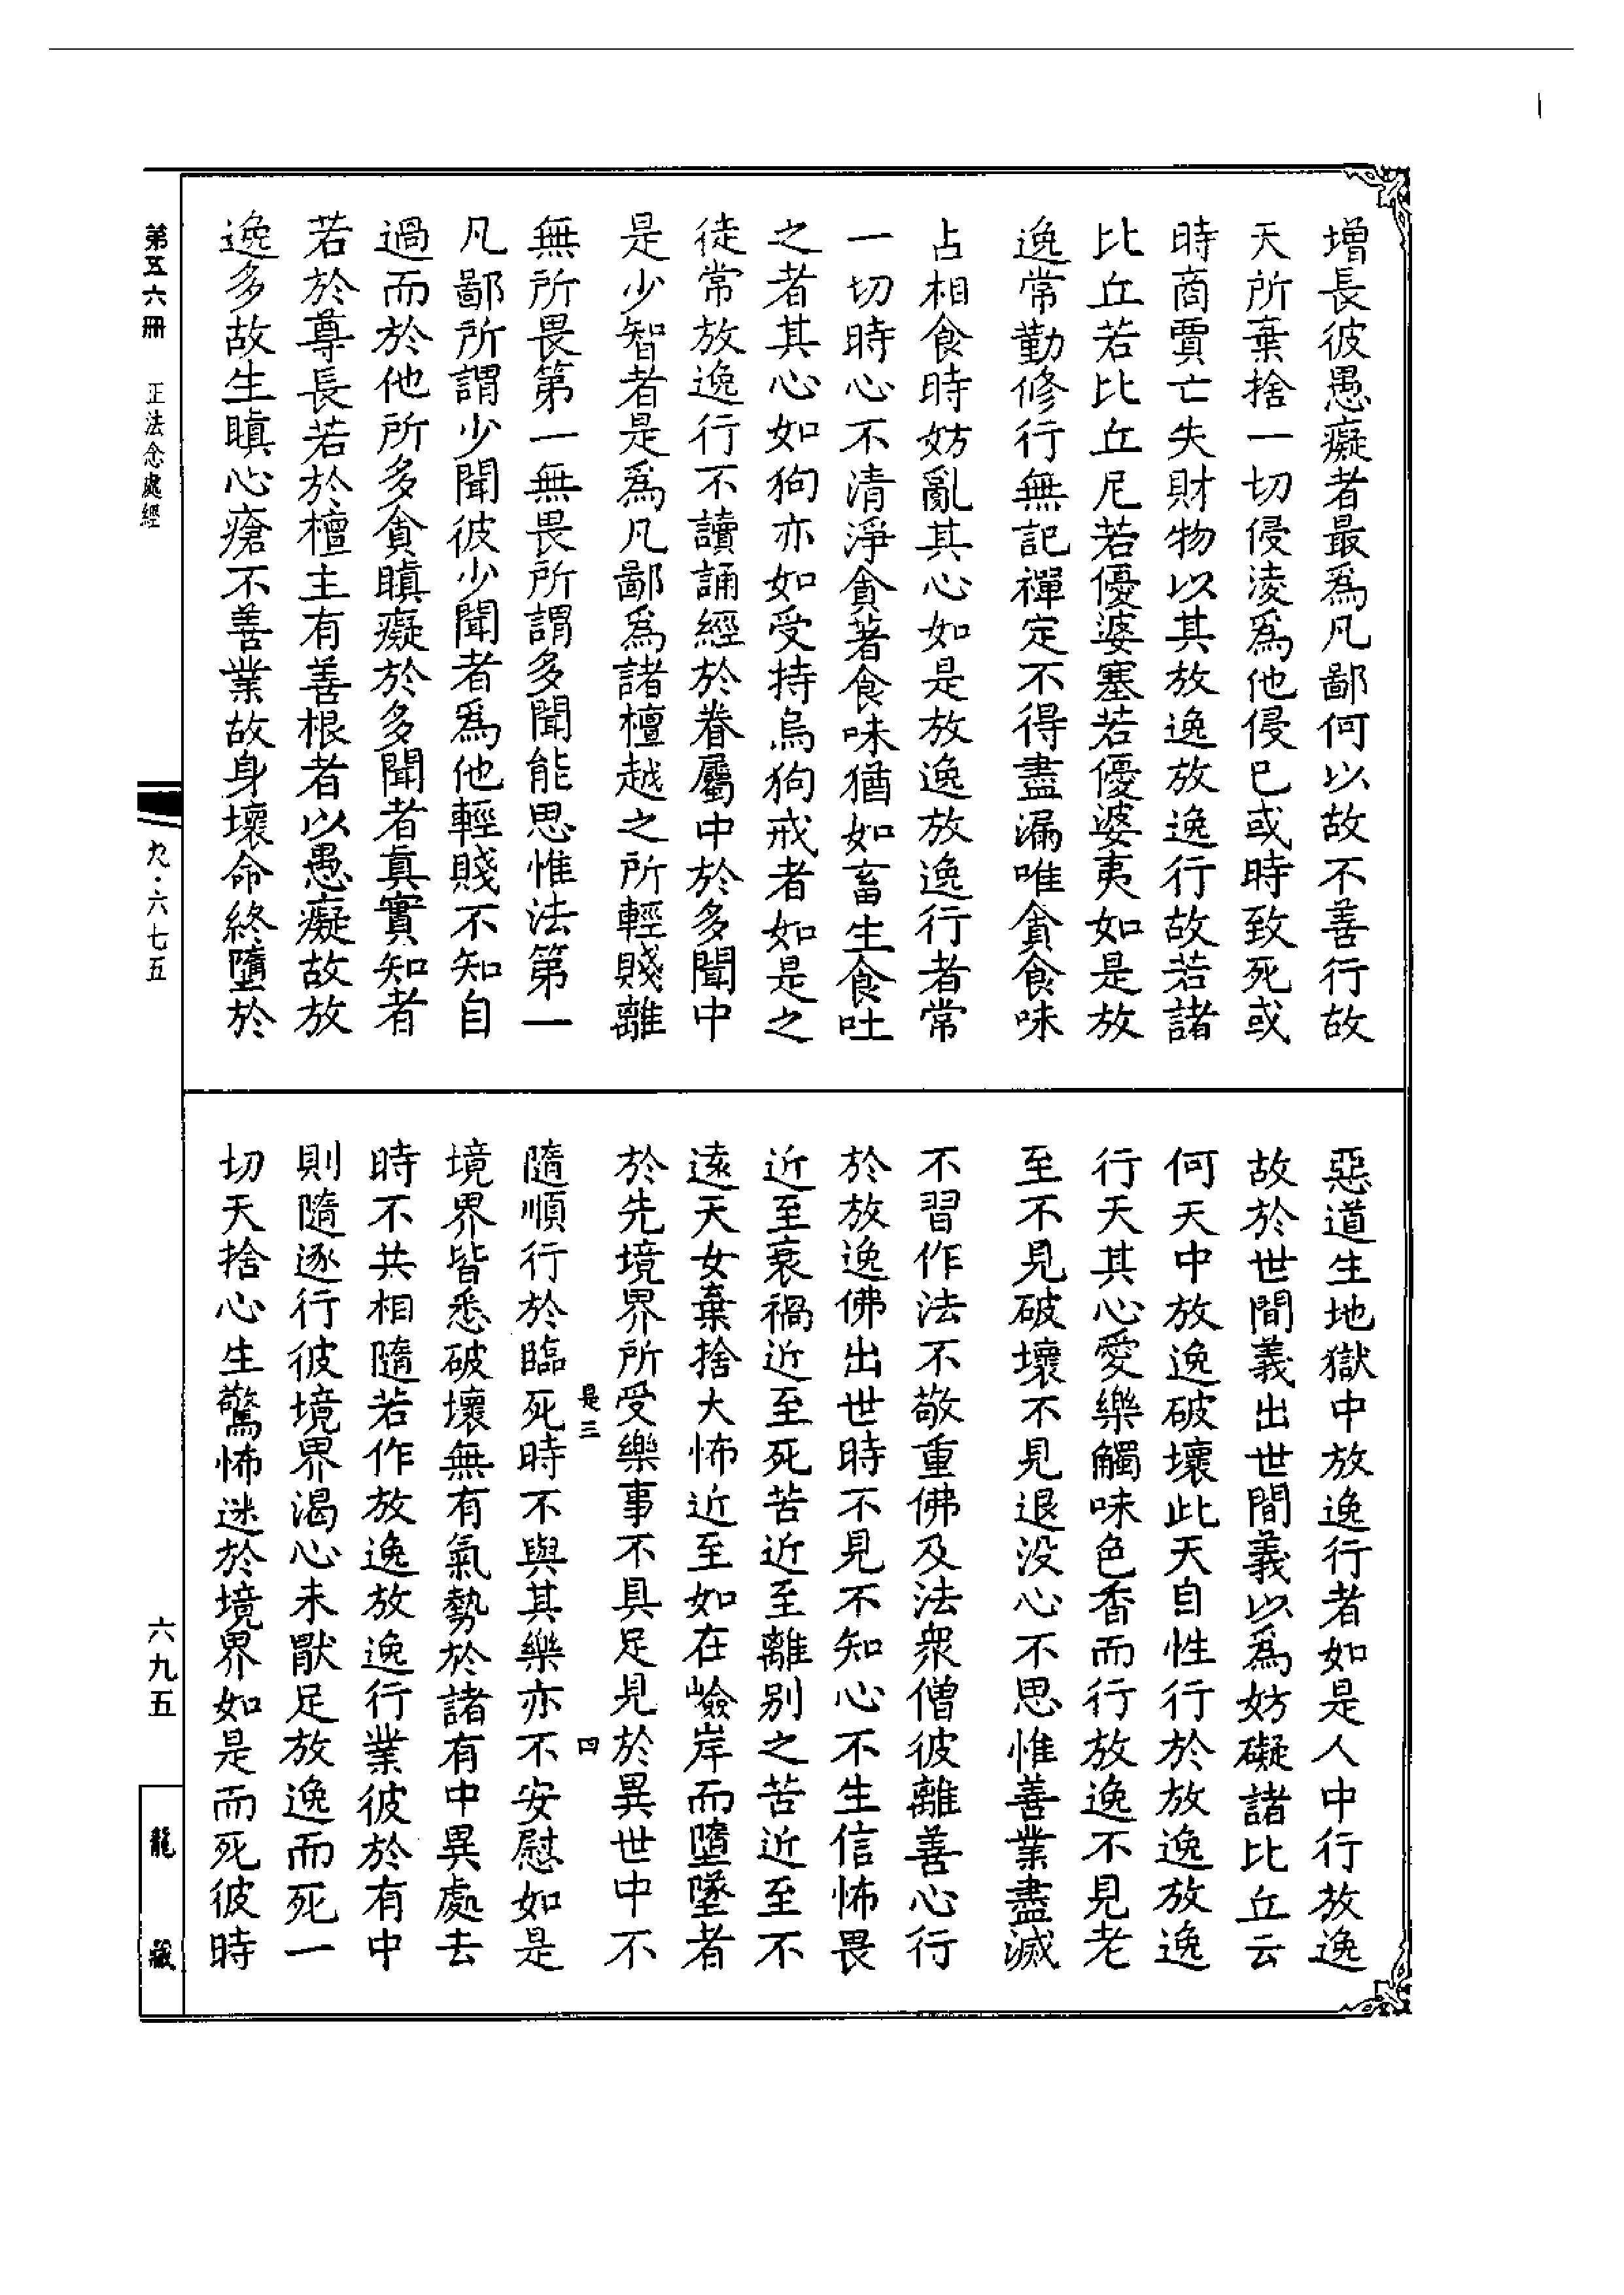 增長彼愚癡者最爲凡鄙何以故不善行故
天所棄捨一切侵淩爲他侵已或時致死或
時商賈亡失財物以其放逸放逸行故若諸
比丘若比丘尼若優婆塞若優婆夷如是放
逸常勤修行無記禪定不得盡漏唯貪食味
占相食時妨亂其心如是放逸放逸行者常
一切時心不清淨貪著食味猶如畜生食吐
之者其心如狗亦如受持烏狗戒者如是之
徒常放逸行不讀誦經於眷屬中於多聞中
是少智者是爲凡鄙爲諸檀越之所輕賤離
無所畏第一無畏所謂多聞能思惟法第一
凡鄙所謂少聞彼少聞者爲他輕賤不知自
過而於他所多貪瞋癡於多聞者真實知者
若於尊長若於檀主有善根者以愚癡故放
逸多故生瞋心瘡不善業故身壞命終墮於
惡道生地獄中放逸行者如是人中行放逸
故於世間義出世間義以爲妨礙諸比丘云
何天中放逸破壞此天自性行於放逸放逸
行天其心愛樂觸味色香而行放逸不見老
至不見破壞不見退没心不思惟善業盡滅
不習作法不敬重佛及法衆僧彼離善心行
於放逸佛出世時不見不知心不生信怖畏
近至衰禍近至死苦近至離別之苦近至不
遠天女棄捨大怖近至如在嶮岸而墮墜者
於先境界所受樂事不具足見於異世中不
是三
四
隨順行於臨死時不與其樂亦不安慰如是
境界皆悉破壞無有氣勢於諸有中異處去
時不共相隨若作放逸放逸行業彼於有中
則隨逐行彼境界渴心未猒足放逸而死一
切天捨心生驚怖迷於境界如是而死彼時
第五六冊
正法念處經
九·六七五
六九五
龍藏